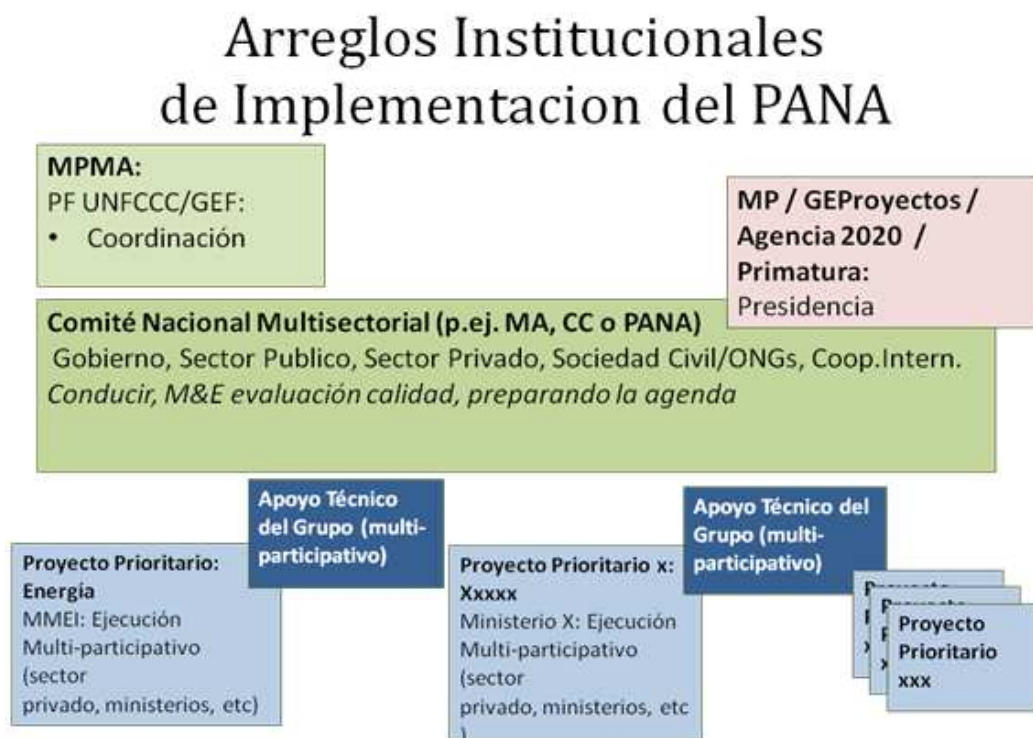 Arreglos Institucionales
de Implementacion del PANA
MPMA:
PF UNFCCC/GEF:
• Coordinación
MP / GEProyectos /
Agencia 2020 /
Primatura:
Presidencia
Comité Nacional Multisectorial (p.ej. MA, CC o PANA)
Gobierno, Sector Publico, Sector Privado, Sociedad Civil/ONGs, Coop.Intern.
Conducir, M&E evaluación calidad, preparando la agenda
Apoyo Técnico
del Grupo (multi-
participativo)
Proyecto Prioritario:
Energía
MMEI: Ejecución
Multi-participativo
(sector
privado, ministerios, etc)
Apoyo Técnico del
Grupo (multi-
participativo)
Proyecto Prioritario x:
Xxxxx
Ministerio X: Ejecución
Multi-participativo
(sector
privado, ministerios, etc
)
Proyecto
Prioritario
xxx